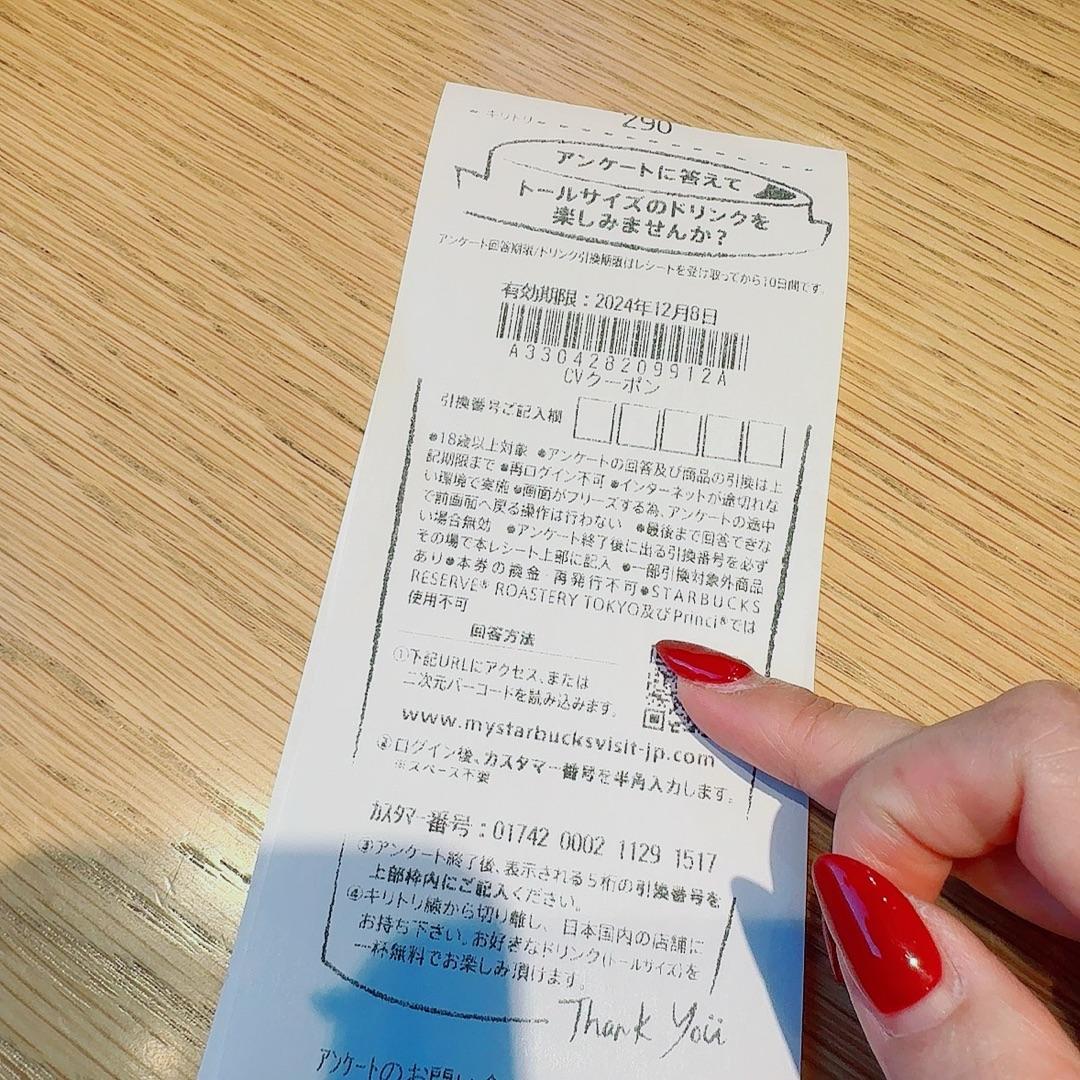 キリトリ
290
アンケートに答えて
トールサイズのドリンクを
楽しみませんか?
アンケート回答期限/ドリンク引換期限はレシートを受け取ってから10日間です。
有効期限:2024年12月8日
A330428209912A
CVクーポン
引換番号ご記入欄
●18歳以上対象 ●アンケートの回答及び商品の引換は上
記期限まで ●再ログイン不可 ●インターネットが途切れな
い環境で実施 ●画面がフリーズする為、アンケートの途中
で前画面へ戻る操作は行わない ●最後まで回答できな
い場合無効 ●アンケート終了後に出る引換番号を必ず
その場で本レシート上部に記入 ●一部引換対象外商品
あり●本券の換金・再発行不可●STARBUCKS
RESERVE® ROASTERY TOKYO及びPrinci®では
使用不可
回答方法
①下記URLにアクセス、または
二次元バーコードを読み込みます。
www.mystarbucksvisit-jp.com
②ログイン後、カスタマー番号を半角入力します。
※スペース不要
カスタマー番号:01742 0002 1129 1517
③アンケート終了後、表示される5桁の引換番号を
上部枠内にご記入ください。
④キリトリ線から切り離し、日本国内の店舗に
お持ち下さい。お好きなドリンク(トールサイズ)を
一杯無料でお楽しみ頂けます。
Thank You
アンケートのお願い